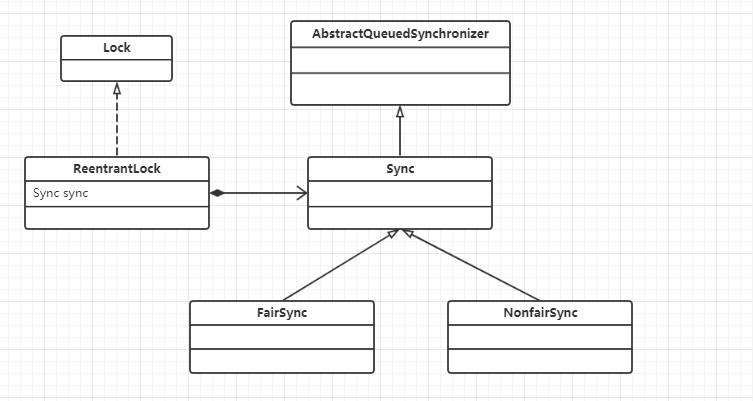 Lock
AbstractQueuedSynchronizer
ReentrantLock
Sync sync
Sync
FairSync
NonfairSync